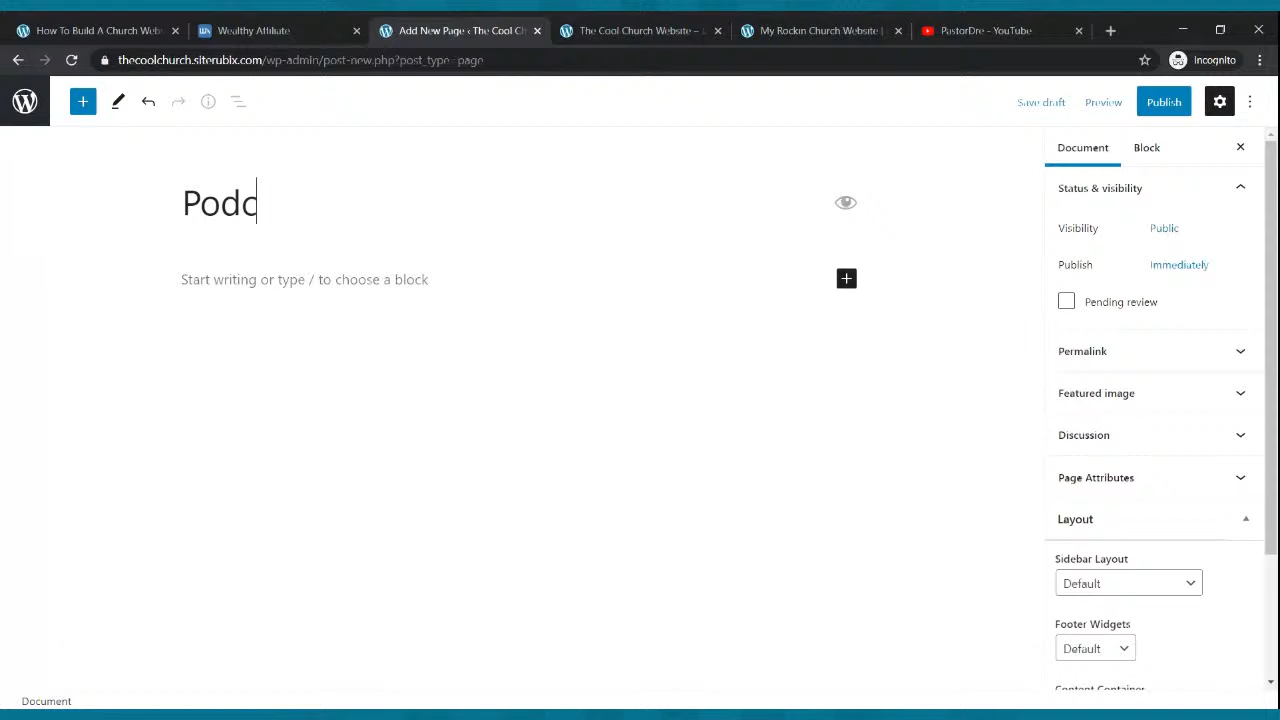 How To Build A Church Webs
Wealthy Affiliate
Add New Page ‹ The Cool Ch
The Cool Church Website –
My Rockin Church Website |
PastorDre - YouTube
thecoolchurch.siterubix.com/wp-admin/post-new.php?post_type=page
Incognito
Save draft
Preview
Publish
Document
Block
Status & visibility
Podc
Visibility
Public
Publish
Immediately
Start writing or type / to choose a block
Pending review
Permalink
Featured image
Discussion
Page Attributes
Layout
Sidebar Layout
Default
Footer Widgets
Default
Content Container
Document